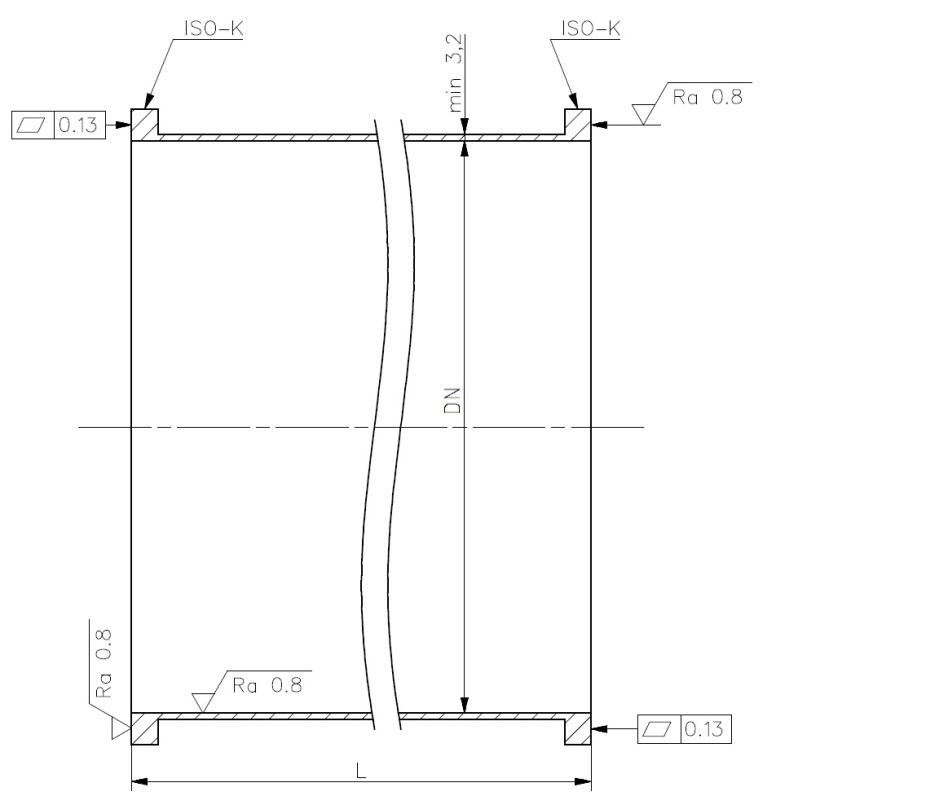 ISO-K
ISO-K
min 3,2
Ra 0.8
0.13
DN
Ra 0.8
Ra 0.8
0.13
L